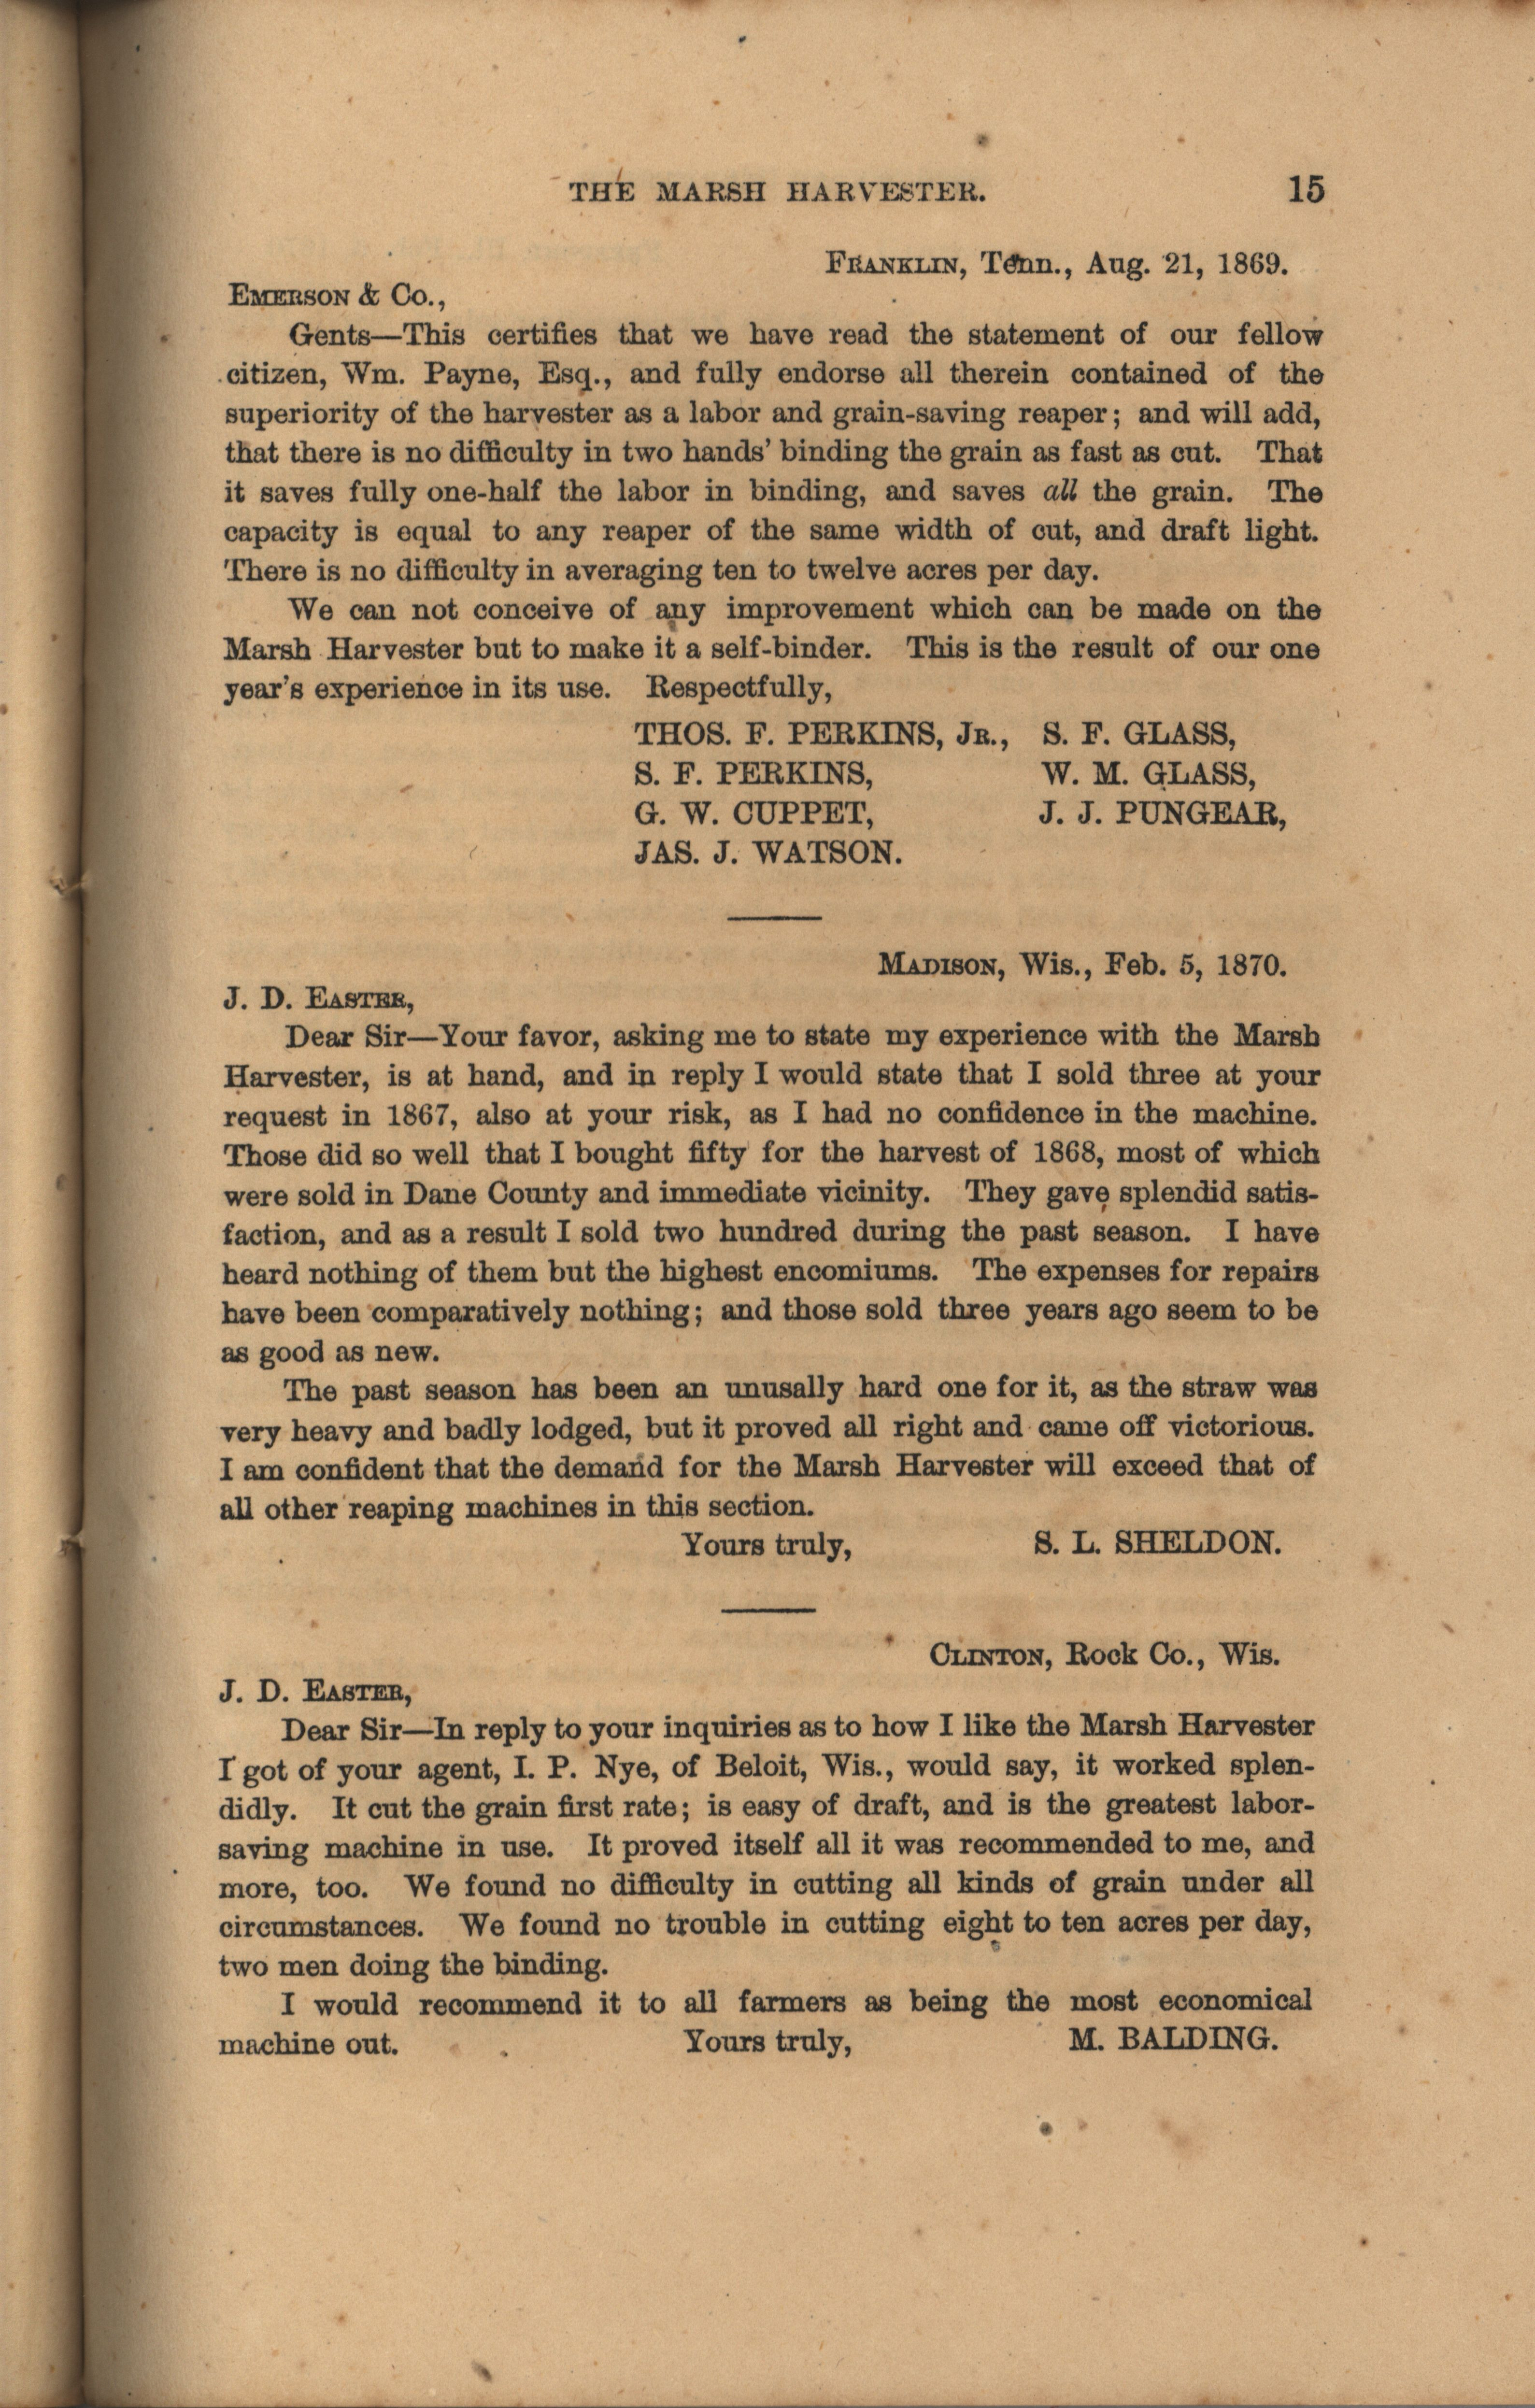 THE MARSH HARVESTER. 15
FRANKLIN, Tenn., Aug. 21, 1869.
EMERSON & CO.,
Gents—This certifies that we have read the statement of our fellow
citizen, Wm. Payne, Esq., and fully endorse all therein contained of the
superiority of the harvester as a labor and grain-saving reaper; and will add,
that there is no difficulty in two hands' binding the grain as fast as cut. That
it saves fully one-half the labor in binding, and saves all the grain. The
capacity is equal to any reaper of the same width of cut, and draft light.
There is no difficulty in averaging ten to twelve acres per day.
We can not conceive of any improvement which can be made on the
Marsh Harvester but to make it a self-binder. This is the result of our one
year's experience in its use. Respectfully,
THOS. F. PERKINS, JR., S. F. GLASS,
S. F. PERKINS, W. M. GLASS,
G. W. CUPPET, J. J. PUNGEAR,
JAS. J. WATSON.
MADISON, Wis., Feb. 5, 1870.
J. D. EASTER,
Dear Sir—Your favor, asking me to state my experience with the Marsh
Harvester, is at hand, and in reply I would state that I sold three at your
request in 1867, also at your risk, as I had no confidence in the machine.
Those did so well that I bought fifty for the harvest of 1868, most of which
were sold in Dane County and immediate vicinity. They gave splendid satis-
faction, and as a result I sold two hundred during the past season. I have
heard nothing of them but the highest encomiums. The expenses for repairs
have been comparatively nothing; and those sold three years ago seem to be
as good as new.
The past season has been an unusally hard one for it, as the straw was
very heavy and badly lodged, but it proved all right and came off victorious.
I am confident that the demand for the Marsh Harvester will exceed that of
all other reaping machines in this section.
Yours truly, S. L. SHELDON.
CLINTON, Rock Co., Wis.
J. D. EASTER,
Dear Sir—In reply to your inquiries as to how I like the Marsh Harvester
I got of your agent, I. P. Nye, of Beloit, Wis., would say, it worked splen-
didly. It cut the grain first rate; is easy of draft, and is the greatest labor-
saving machine in use. It proved itself all it was recommended to me, and
more, too. We found no difficulty in cutting all kinds of grain under all
circumstances. We found no trouble in cutting eight to ten acres per day,
two men doing the binding.
I would recommend it to all farmers as being the most economical
machine out. Yours truly, M. BALDING.